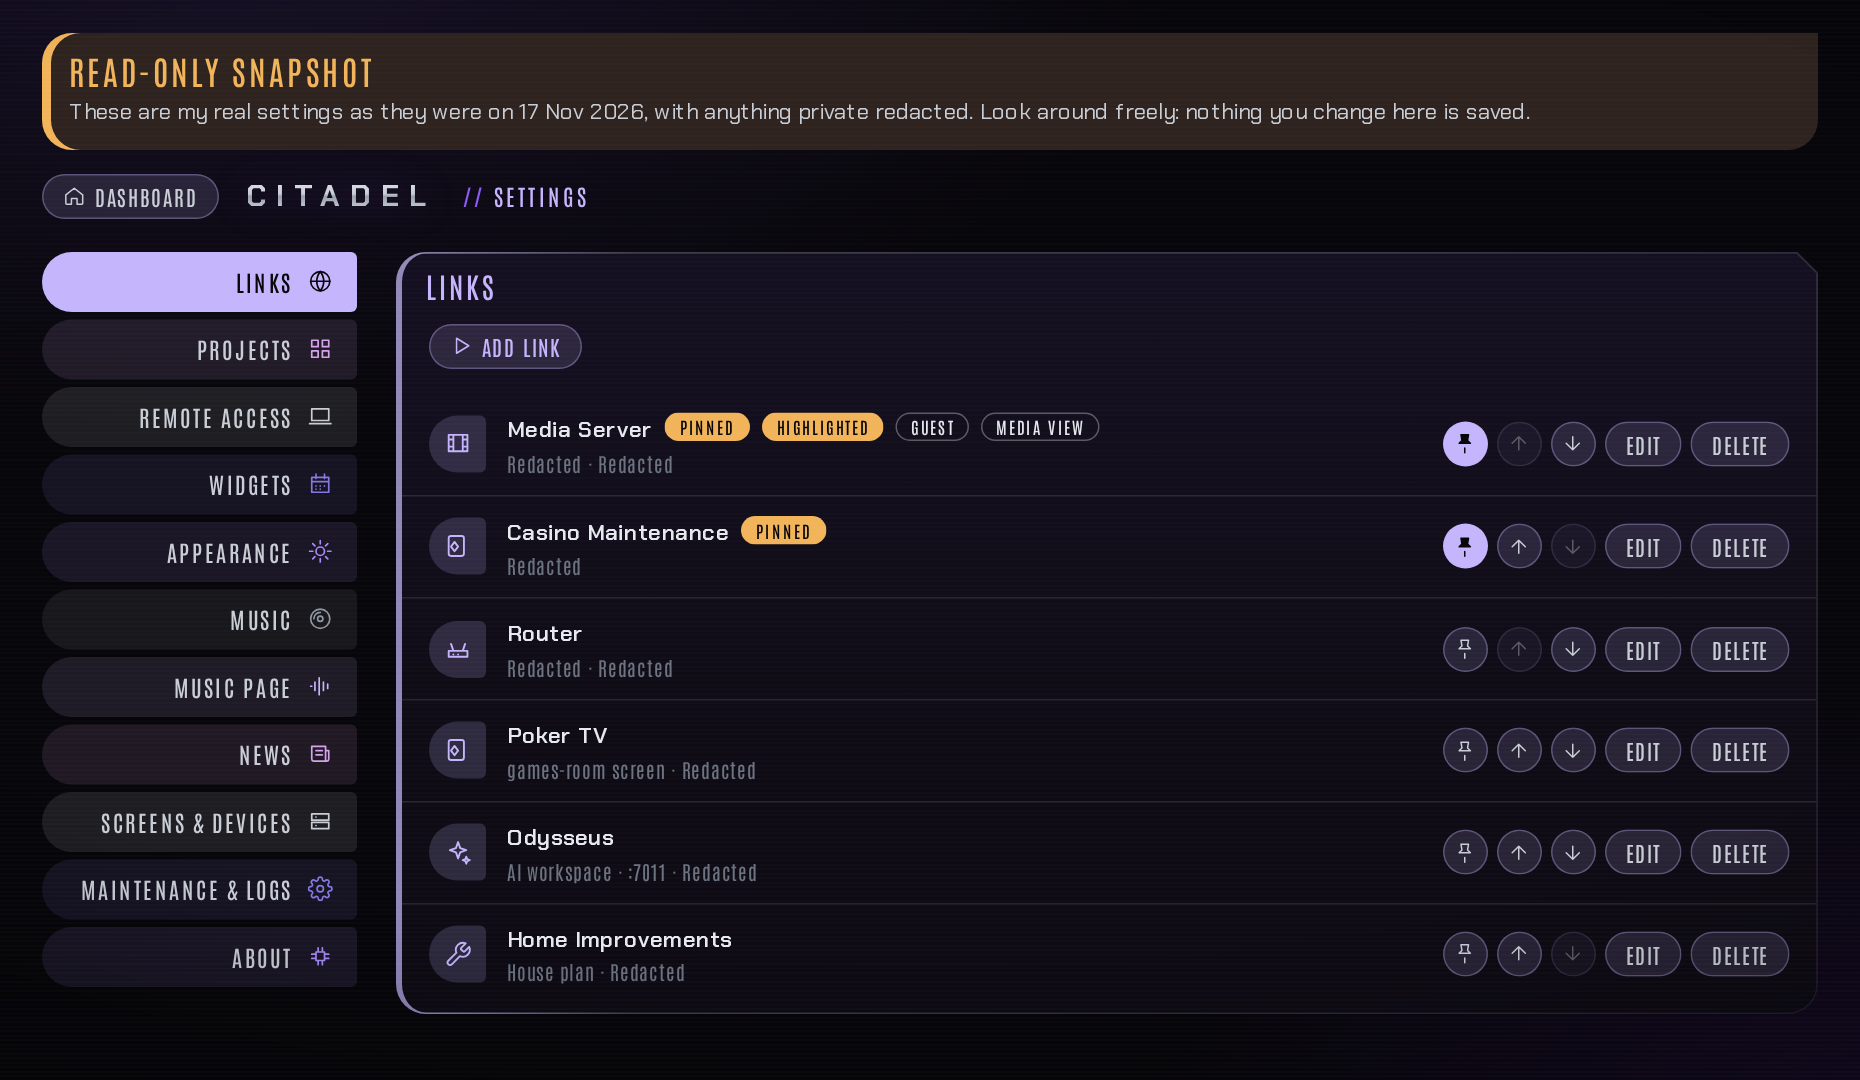 READ-ONLY SNAPSHOT
These are my real settings as they were on 17 Nov 2026, with anything private redacted. Look around freely: nothing you change here is saved.
DASHBOARD CITADEL // SETTINGS
LINKS
PROJECTS
REMOTE ACCESS
WIDGETS
APPEARANCE
MUSIC
MUSIC PAGE
NEWS
SCREENS & DEVICES
MAINTENANCE & LOGS
ABOUT
LINKS
ADD LINK
Media Server PINNED HIGHLIGHTED GUEST MEDIA VIEW
Redacted · Redacted
EDIT DELETE
Casino Maintenance PINNED
Redacted
EDIT DELETE
Router
Redacted · Redacted
EDIT DELETE
Poker TV
games-room screen · Redacted
EDIT DELETE
Odysseus
AI workspace · :7011 · Redacted
EDIT DELETE
Home Improvements
House plan · Redacted
EDIT DELETE